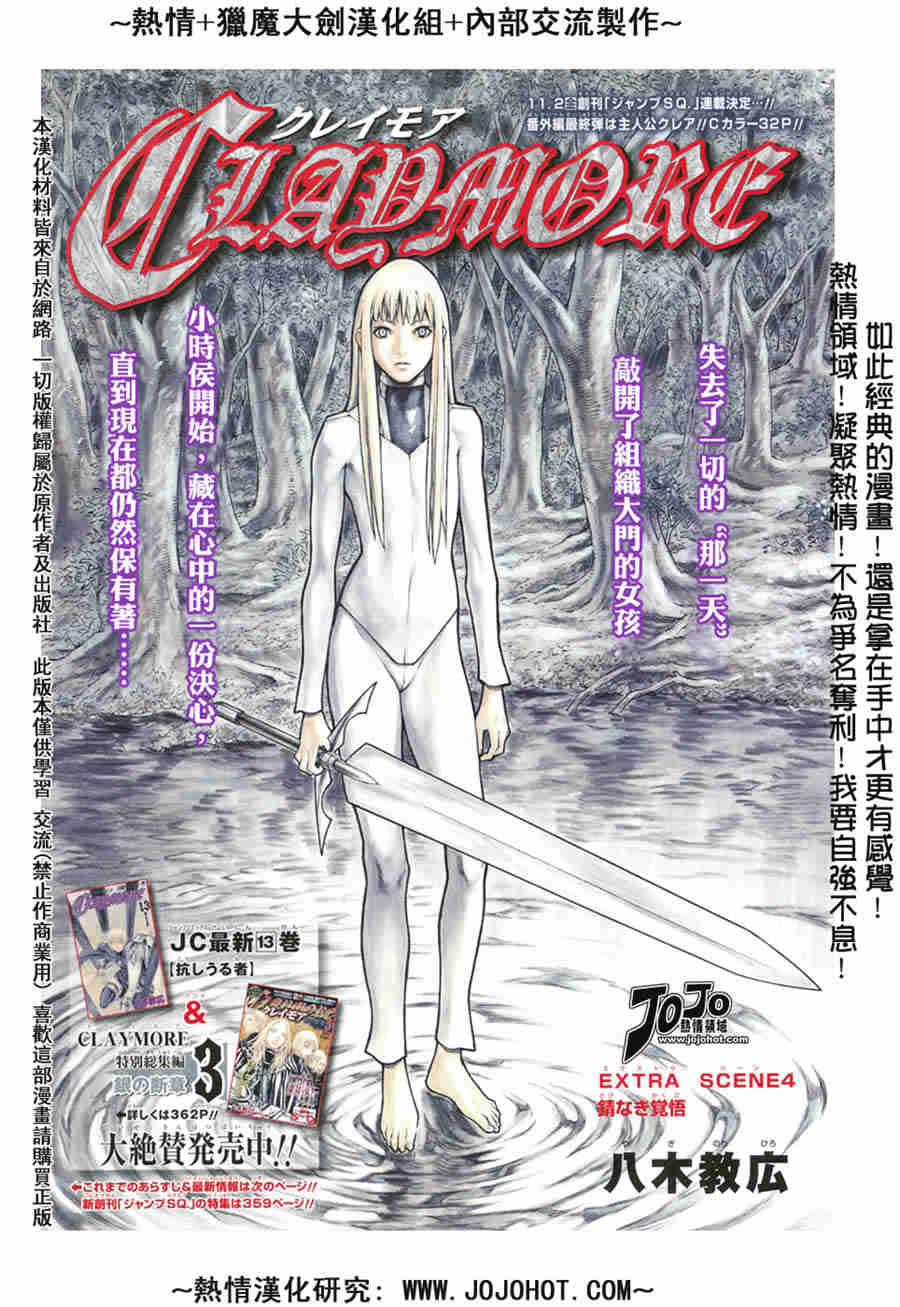 ~熱情+獵魔大劍漢化組+內部交流製作~
11.2 創刊「ジャンプSQ.」連載決定…!!
番外編最終弾は主人公クレア!!Cカラー32P!!
クレイモア
CLAYMORE
如此經典的漫畫！還是拿在手中才更有感覺！
熱情領域！凝聚熱情！不為爭名奪利！我要自強不息！
失去了一切的“那一天”
敲開了組織大門的女孩
小時侯開始，藏在心中的一份決心，
直到現在都仍然保有著……
本漢化材料皆來自於網路 一切版權歸屬於原作者及出版社 此版本僅供學習 交流(禁止作商業用) 喜歡這部漫畫請購買正版
JC最新13巻
【抗しうる者】
&
CLAYMORE
特別総集編
銀の断章
3
←詳しくは362P!!
大絶賛発売中!!
←これまでのあらすじ&最新情報は次のページ!!
新創刊「ジャンプSQ.」の特集は359ページ!!
JOJO
熱情領域
www.jojohot.com
EXTRA SCENE4
錆なき覚悟
八木教広
~熱情漢化研究: WWW.JOJOHOT.COM~